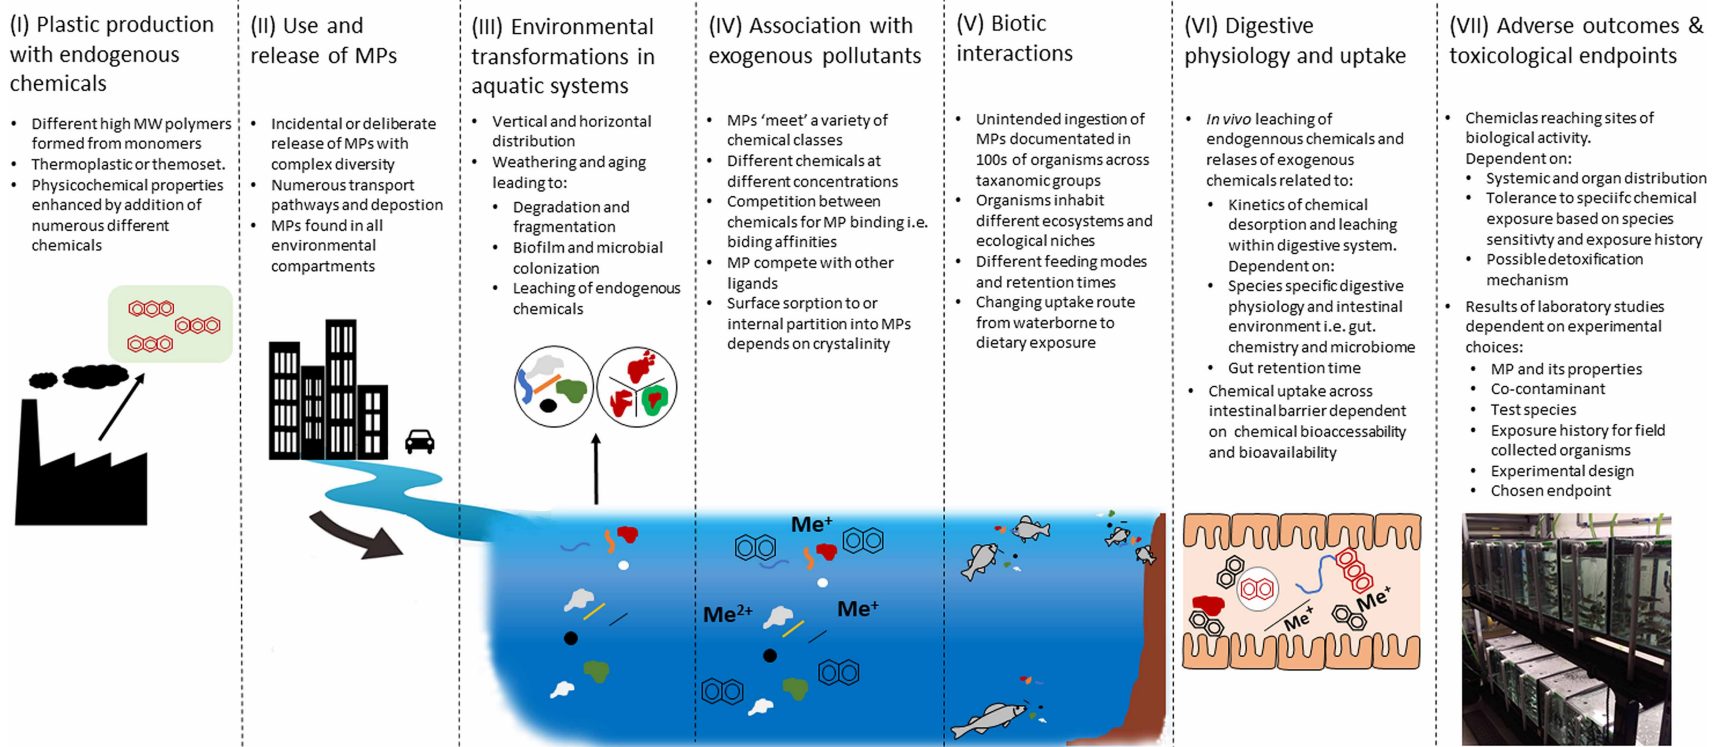 (I) Plastic production
with endogenous
chemicals
• Different high MW polymers
formed from monomers
• Thermoplastic or themoset.
• Physicochemical properties
enhanced by addition of
numerous different
chemicals
(II) Use and
release of MPs
• Incidental or deliberate
release of MPs with
complex diversity
• Numerous transport
pathways and depostion
• MPs found in all
environmental
compartments
(III) Environmental
transformations in
aquatic systems
• Vertical and horizontal
distribution
• Weathering and aging
leading to:
• Degradation and
fragmentation
• Biofilm and microbial
colonization
• Leaching of endogenous
chemicals
(IV) Association with
exogenous pollutants
• MPs ‘meet’ a variety of
chemical classes
• Different chemicals at
different concentrations
• Competition between
chemicals for MP binding i.e.
biding affinities
• MP compete with other
ligands
• Surface sorption to or
internal partition into MPs
depends on crystalinity
Me+
Me2+
Me+
(V) Biotic
interactions
• Unintended ingestion of
MPs documented in
100s of organisms across
taxanomic groups
• Organisms inhabit
different ecosystems and
ecological niches
• Different feeding modes
and retention times
• Changing uptake route
from waterborne to
dietary exposure
(VI) Digestive
physiology and uptake
• In vivo leaching of
endogennous chemicals and
relases of exogenous
chemicals related to:
• Kinetics of chemical
desorption and leaching
within digestive system.
Dependent on:
• Species specific digestive
physiology and intestinal
environment i.e. gut.
chemistry and microbiome
• Gut retention time
• Chemical uptake across
intestinal barrier dependent
on chemical bioaccessability
and bioavailability
Me+
Me+
(VII) Adverse outcomes &
toxicological endpoints
• Chemiclas reaching sites of
biological activity.
Dependent on:
• Systemic and organ distribution
• Tolerance to speciifc chemical
exposure based on species
sensitivty and exposure history
• Possible detoxification
mechanism
• Results of laboratory studies
dependent on experimental
choices:
• MP and its properties
• Co-contaminant
• Test species
• Exposure history for field
collected organisms
• Experimental design
• Chosen endpoint